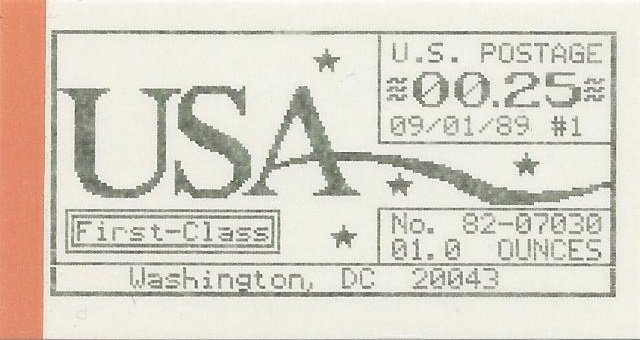 USA
U.S. POSTAGE
00.25
09/01/89 #1
First-Class
No. 82-07030
01.0 OUNCES
Washington, DC 20043